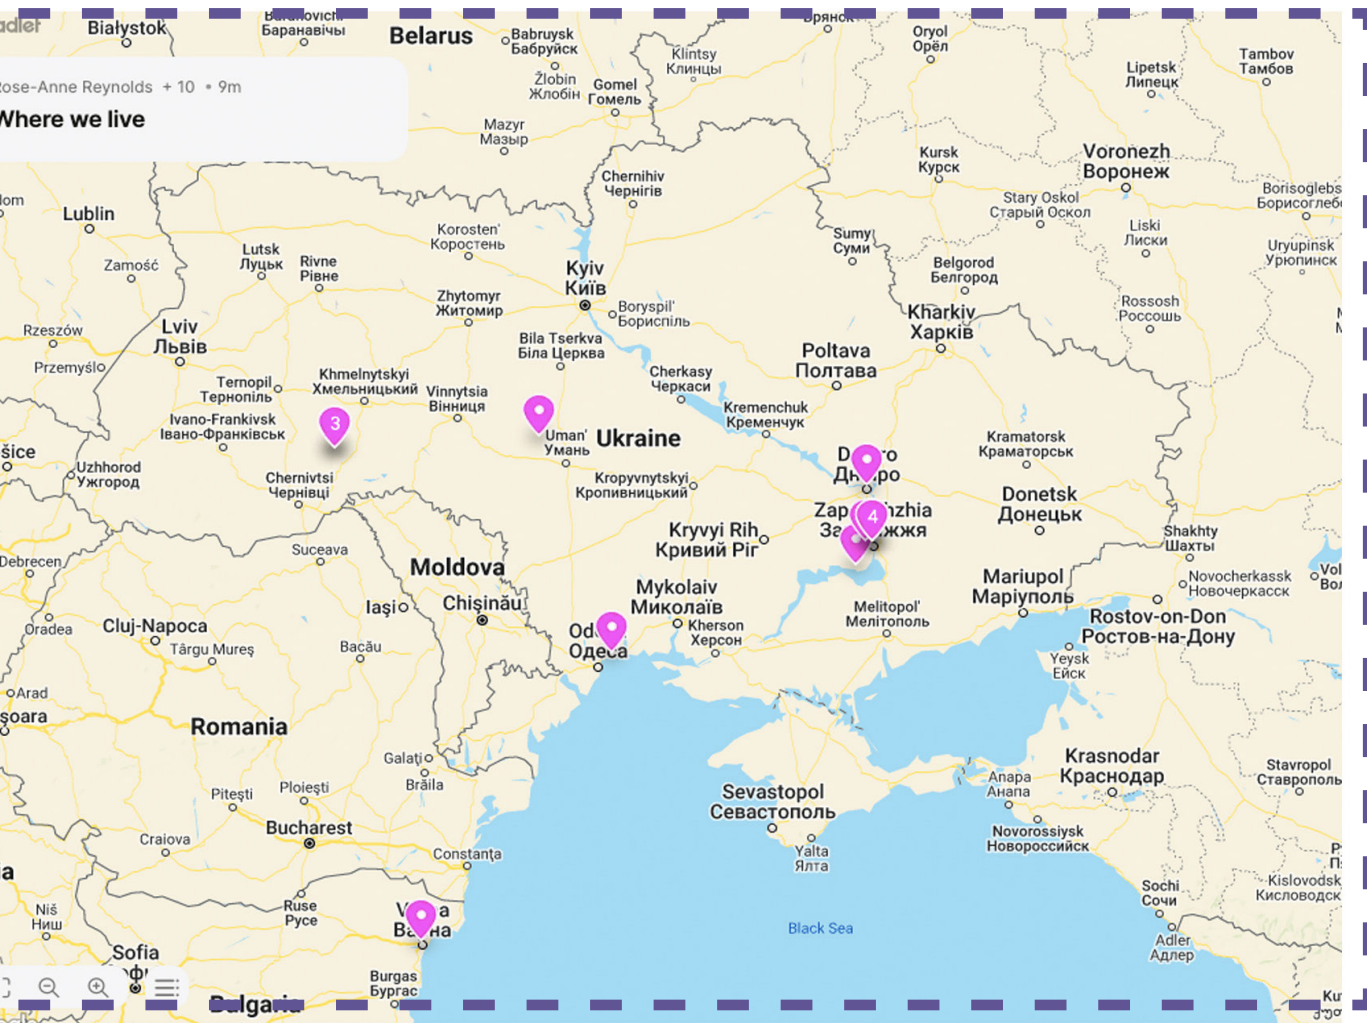 Białystok
Баранавічы
Belarus
Babruysk
Бабруйск
Klintsy
Клинцы
Oryol
Орёл
Tambov
Тамбов
Lipetsk
Липецк
Žlobin
Жлобін
Gomel
Гомель
Rose-Anne Reynolds + 10 • 9m
Where we live
Mazyr
Мазыр
Chernihiv
Чернігів
Kursk
Курск
Voronezh
Воронеж
Stary Oskol
Старый Оскол
Lublin
Korosten'
Коростень
Sumy
Суми
Liski
Лиски
Uryupinsk
Урюпинск
Lutsk
Луцьк
Rivne
Рівне
Zamość
Kyiv
Київ
Belgorod
Белгород
Zhytomyr
Житомир
Boryspil'
Бориспіль
Kharkiv
Харків
Rossosh
Россошь
Rzeszów
Lviv
Львів
Bila Tserkva
Біла Церква
Poltava
Полтава
Przemyśl
Ternopil
Тернопіль
Khmelnytskyi
Хмельницький
Vinnytsia
Вінниця
Cherkasy
Черкаси
Kremenchuk
Кременчук
Ivano-Frankivsk
Івано-Франківськ
3
Uman'
Умань
Ukraine
Kramatorsk
Краматорськ
Uzhhorod
Ужгород
Chernivtsi
Чернівці
Kropyvnytskyi
Кропивницький
Donetsk
Донецьк
4
Kryvyi Rih
Кривий Ріг
Shakhty
Шахты
Suceava
Debrecen
Moldova
Mykolaiv
Миколаїв
Mariupol
Маріуполь
Novocherkassk
Новочеркасск
Iași
Chișinău
Kherson
Херсон
Melitopol'
Мелітополь
Rostov-on-Don
Ростов-на-Дону
Oradea
Cluj-Napoca
Târgu Mureș
Bacău
Одеса
Yeysk
Ейск
Arad
Romania
Galați
Brăila
Krasnodar
Краснодар
Stavropol
Ставрополь
Anapa
Анапа
Pitești
Ploiești
Sevastopol
Севастополь
Bucharest
Craiova
Constanța
Yalta
Ялта
Novorossiysk
Новороссийск
Sochi
Сочи
Ruse
Русе
Niš
Ниш
Black Sea
Adler
Адлер
Sofia
Burgas
Бургас
Bulgaria